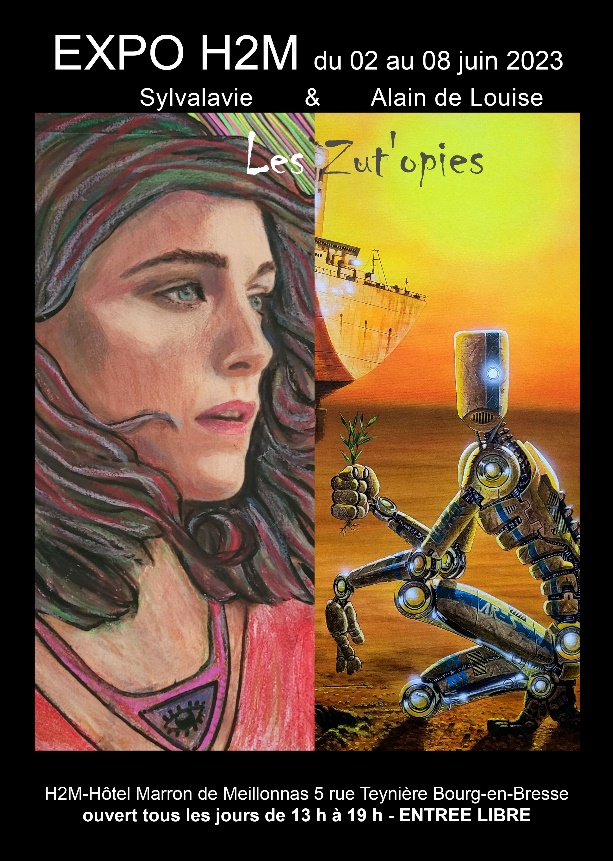 EXPO H2M du 02 au 08 juin 2023
Sylvalavie & Alain de Louise
Les Zut'opies
H2M-Hôtel Marron de Meillonnas 5 rue Teynière Bourg-en-Bresse
ouvert tous les jours de 13 h à 19 h - ENTREE LIBRE